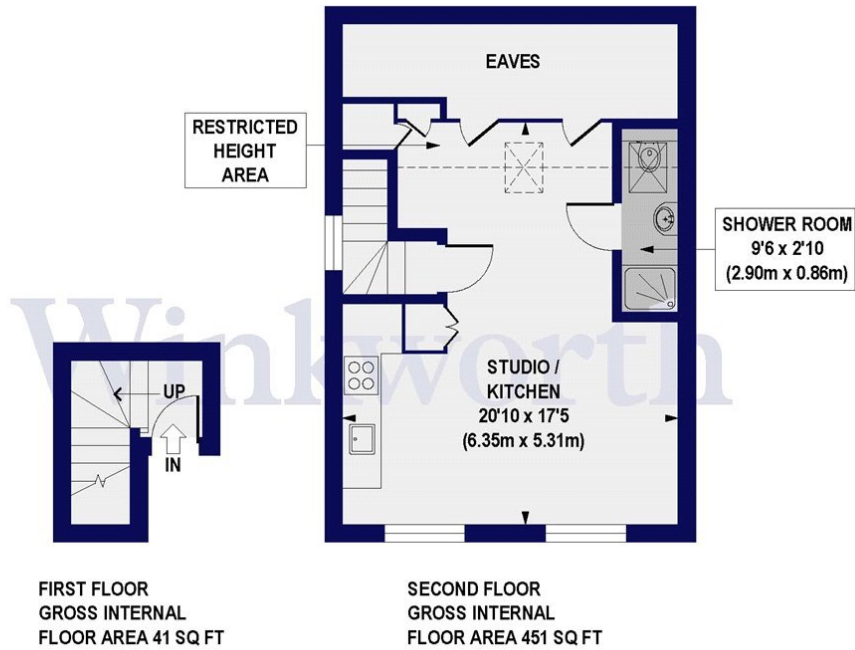 EAVES
RESTRICTED
HEIGHT
AREA
SHOWER ROOM
9'6 x 2'10
(2.90m x 0.86m)
Winkworth
UP
IN
STUDIO /
KITCHEN
20'10 x 17'5
(6.35m x 5.31m)
FIRST FLOOR
GROSS INTERNAL
FLOOR AREA 41 SQ FT
SECOND FLOOR
GROSS INTERNAL
FLOOR AREA 451 SQ FT